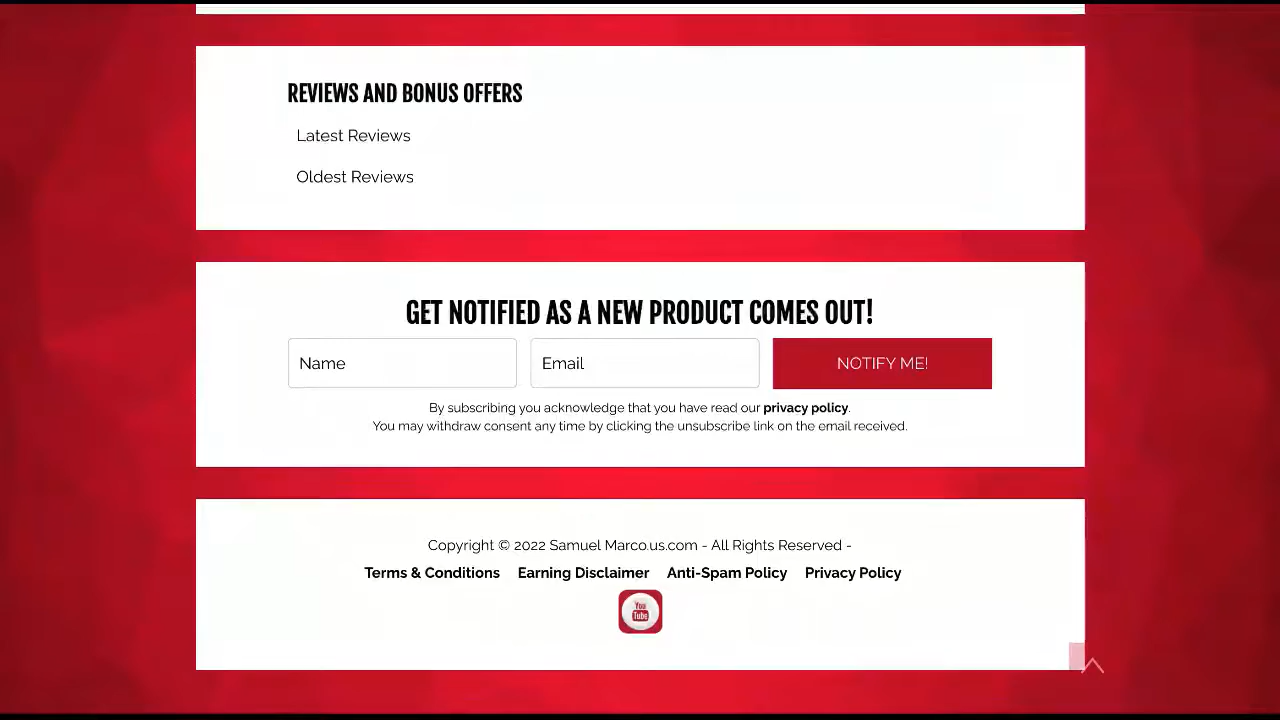 REVIEWS AND BONUS OFFERS
Latest Reviews
Oldest Reviews
GET NOTIFIED AS A NEW PRODUCT COMES OUT!
Name Email NOTIFY ME!
By subscribing you acknowledge that you have read our privacy policy.
You may withdraw consent any time by clicking the unsubscribe link on the email received.
Copyright © 2022 Samuel Marco.us.com - All Rights Reserved -
Terms & Conditions Earning Disclaimer Anti-Spam Policy Privacy Policy
You
Tube